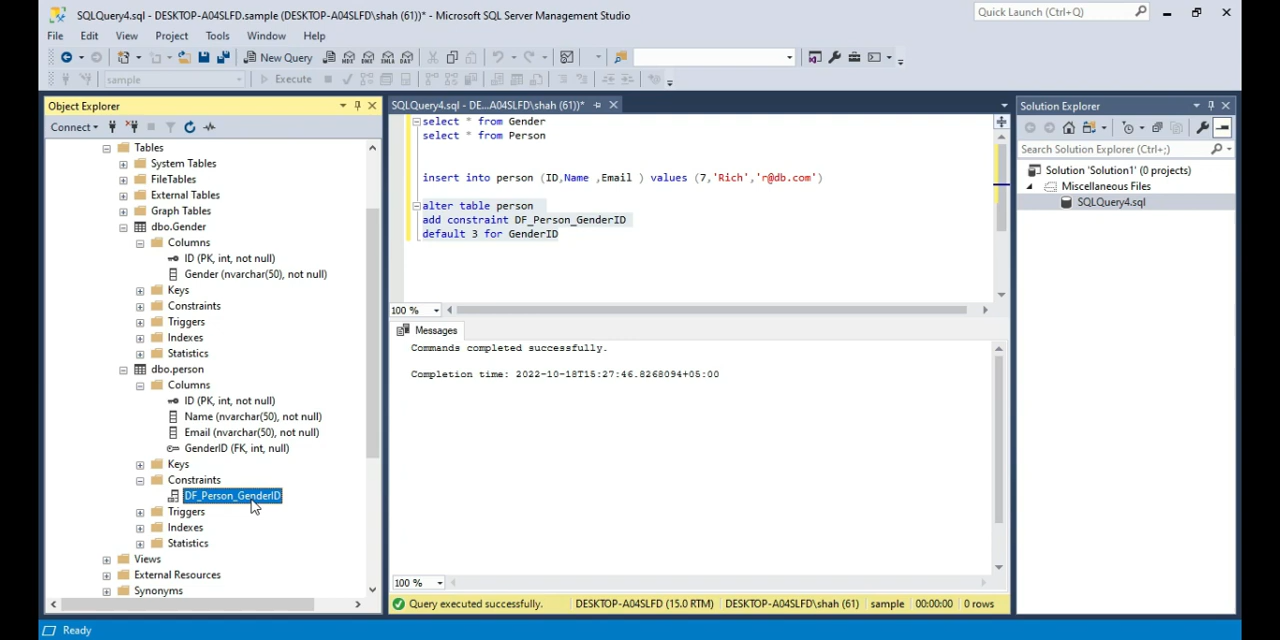 SQLQuery4.sql - DESKTOP-A04SLFD.sample (DESKTOP-A04SLFD\shah (61))* - Microsoft SQL Server Management Studio
Quick Launch (Ctrl+Q)
File Edit View Project Tools Window Help
New Query
MDX DMX XMLA DAX
sample
Execute
Object Explorer
SQLQuery4.sql - DE...A04SLFD\shah (61))*
Solution Explorer
Connect
Search Solution Explorer (Ctrl+;)
Solution 'Solution1' (0 projects)
Miscellaneous Files
SQLQuery4.sql
Tables
System Tables
FileTables
External Tables
Graph Tables
dbo.Gender
Columns
ID (PK, int, not null)
Gender (nvarchar(50), not null)
Keys
Constraints
Triggers
Indexes
Statistics
dbo.person
Columns
ID (PK, int, not null)
Name (nvarchar(50), not null)
Email (nvarchar(50), not null)
GenderID (FK, int, null)
Keys
Constraints
DF_Person_GenderID
Triggers
Indexes
Statistics
Views
External Resources
Synonyms
select * from Gender
select * from Person
insert into person (ID,Name ,Email ) values (7,'Rich','r@db.com')
alter table person
add constraint DF_Person_GenderID
default 3 for GenderID
100 %
Messages
Commands completed successfully.
Completion time: 2022-10-18T15:27:46.8268094+05:00
100 %
Query executed successfully.
DESKTOP-A04SLFD (15.0 RTM)
DESKTOP-A04SLFD\shah (61)
sample
00:00:00
0 rows
Ready